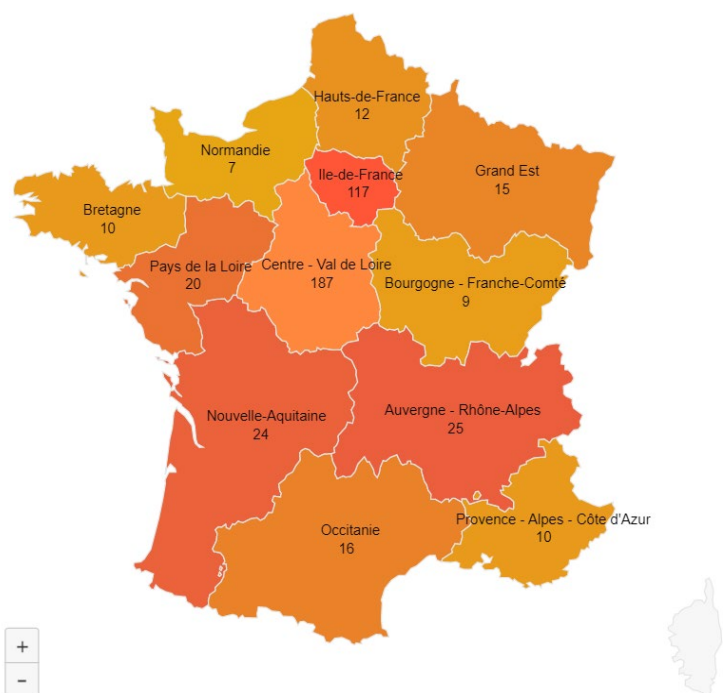 Hauts-de-France
12
Normandie
7
Ile-de-France
117
Grand Est
15
Bretagne
10
Pays de la Loire
20
Centre - Val de Loire
187
Bourgogne - Franche-Comté
9
Nouvelle-Aquitaine
24
Auvergne - Rhône-Alpes
25
Occitanie
16
Provence - Alpes - Côte d'Azur
10
+
−